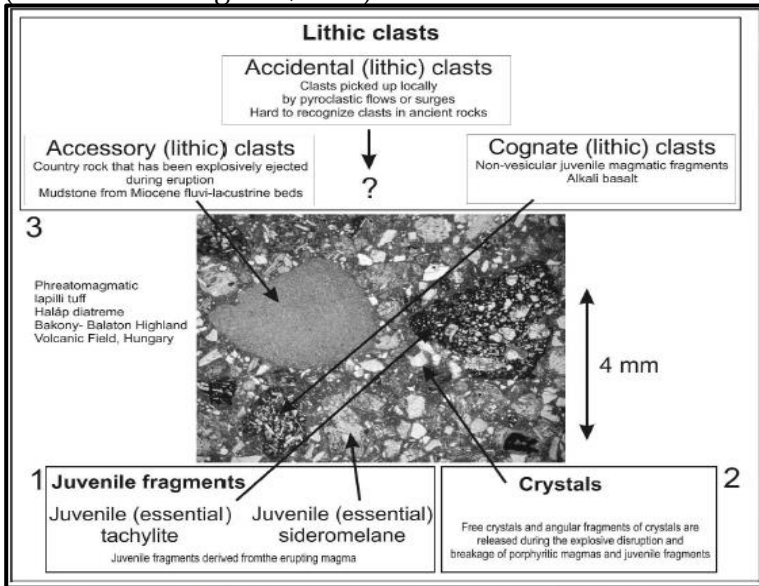 Lithic clasts
Accidental (lithic) clasts
Clasts picked up locally
by pyroclastic flows or surges
Hard to recognize clasts in ancient rocks
Accessory (lithic) clasts
Country rock that has been explosively ejected
during eruption
Mudstone from Miocene fluvi-lacustrine beds
?
Cognate (lithic) clasts
Non-vesicular juvenile magmatic fragments
Alkali basalt
3
Phreatomagmatic
lapilli tuff
Haláp diatreme
Bakony- Balaton Highland
Volcanic Field, Hungary
4 mm
1
Juvenile fragments
Juvenile (essential)
tachylite
Juvenile (essential)
sideromelane
Juvenile fragments derived fromthe erupting magma
2
Crystals
Free crystals and angular fragments of crystals are
released during the explosive disruption and
breakage of porphyritic magmas and juvenile fragments